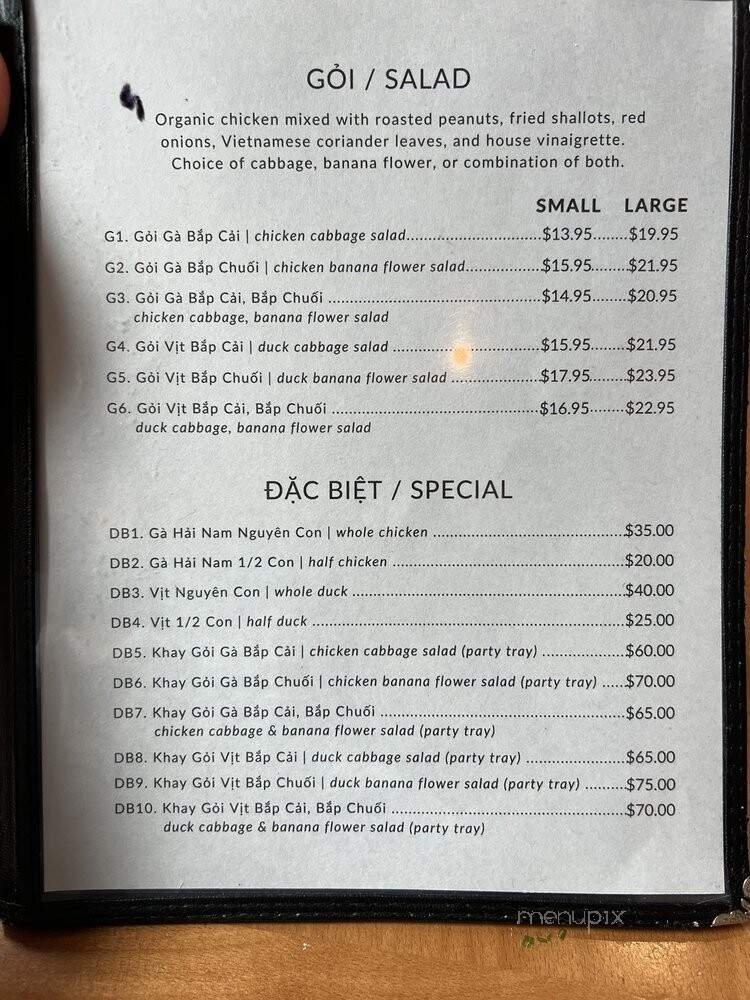 GỎI / SALAD
Organic chicken mixed with roasted peanuts, fried shallots, red
onions, Vietnamese coriander leaves, and house vinaigrette.
Choice of cabbage, banana flower, or combination of both.
SMALL LARGE
G1. Gỏi Gà Bắp Cải | chicken cabbage salad..............................$13.95........$19.95
G2. Gỏi Gà Bắp Chuối | chicken banana flower salad.................$15.95........$21.95
G3. Gỏi Gà Bắp Cải, Bắp Chuối ..............................................$14.95........$20.95
chicken cabbage, banana flower salad
G4. Gỏi Vịt Bắp Cải | duck cabbage salad ................................$15.95........$21.95
G5. Gỏi Vịt Bắp Chuối | duck banana flower salad ...................$17.95........$23.95
G6. Gỏi Vịt Bắp Cải, Bắp Chuối ..............................................$16.95........$22.95
duck cabbage, banana flower salad
ĐẶC BIỆT / SPECIAL
DB1. Gà Hải Nam Nguyên Con | whole chicken ..........................................$35.00
DB2. Gà Hải Nam 1/2 Con | half chicken ...................................................$20.00
DB3. Vịt Nguyên Con | whole duck ............................................................$40.00
DB4. Vịt 1/2 Con | half duck .....................................................................$25.00
DB5. Khay Gỏi Gà Bắp Cải | chicken cabbage salad (party tray) ..................$60.00
DB6. Khay Gỏi Gà Bắp Chuối | chicken banana flower salad (party tray) .....$70.00
DB7. Khay Gỏi Gà Bắp Cải, Bắp Chuối ......................................................$65.00
chicken cabbage & banana flower salad (party tray)
DB8. Khay Gỏi Vịt Bắp Cải | duck cabbage salad (party tray) ......................$65.00
DB9. Khay Gỏi Vịt Bắp Chuối | duck banana flower salad (party tray) .........$75.00
DB10. Khay Gỏi Vịt Bắp Cải, Bắp Chuối ....................................................$70.00
duck cabbage & banana flower salad (party tray)
menupix